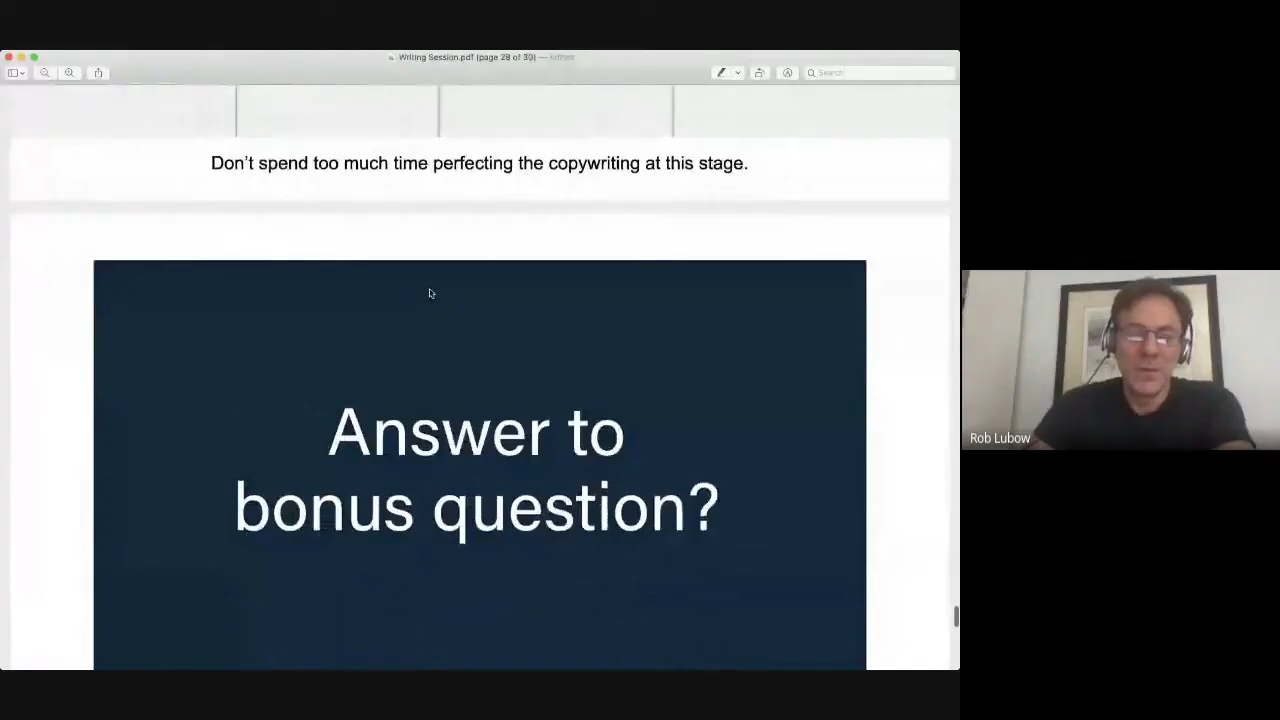 Writing Session.pdf (page 28 of 30) — Edited
Search
Don't spend too much time perfecting the copywriting at this stage.
Answer to
bonus question?
Rob Lubow